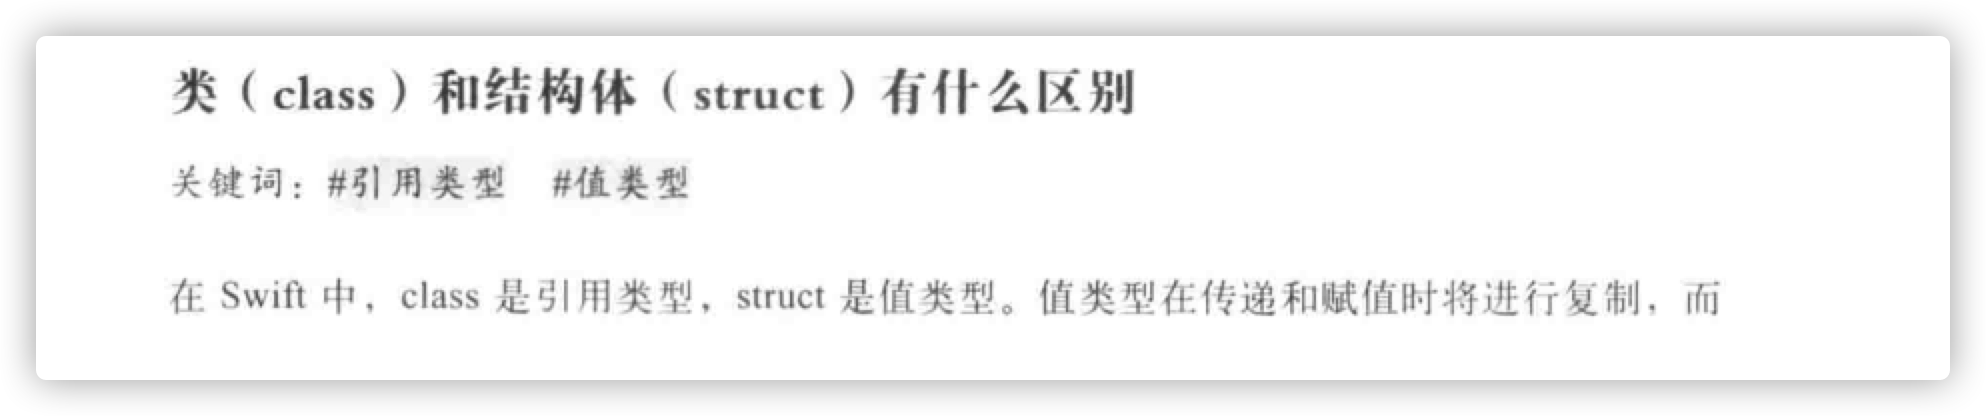 类（class）和结构体（struct）有什么区别
关键词：#引用类型 #值类型
在 Swift 中，class 是引用类型，struct 是值类型。值类型在传递和赋值时将进行复制，而